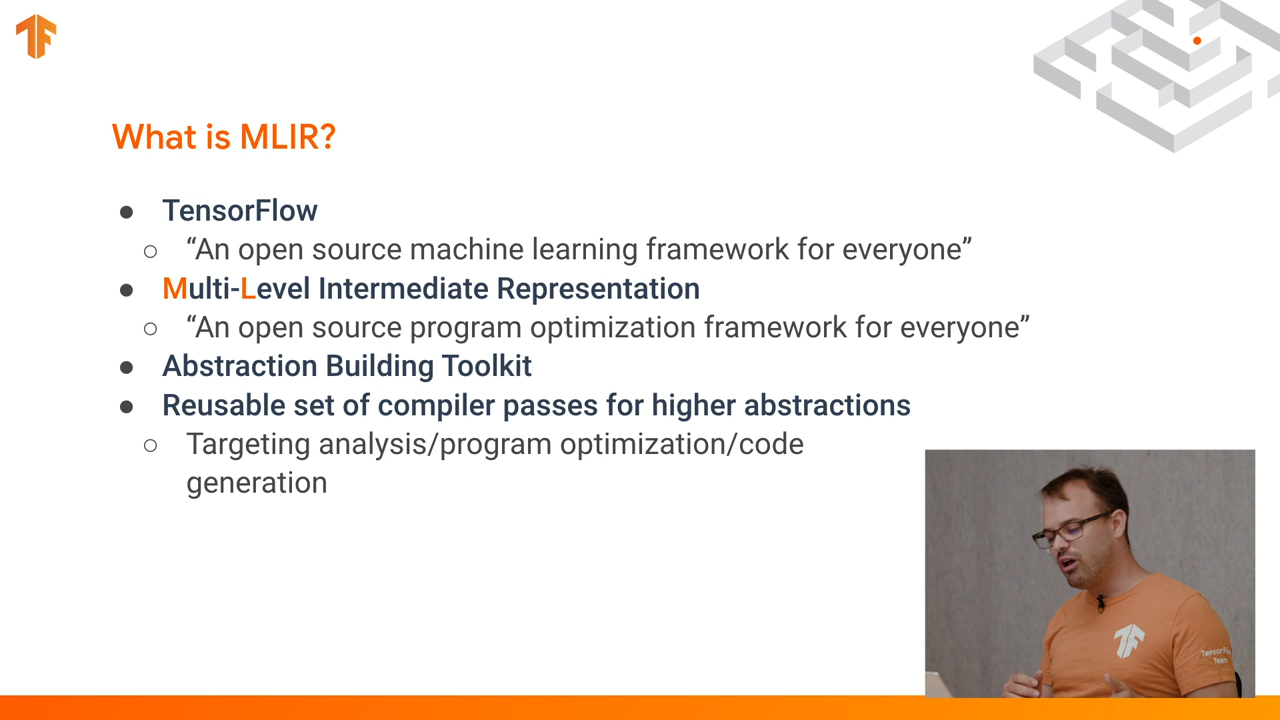 What is MLIR?
● TensorFlow
○ “An open source machine learning framework for everyone”
● Multi-Level Intermediate Representation
○ “An open source program optimization framework for everyone”
● Abstraction Building Toolkit
● Reusable set of compiler passes for higher abstractions
○ Targeting analysis/program optimization/code
generation
TensorFlow
Team